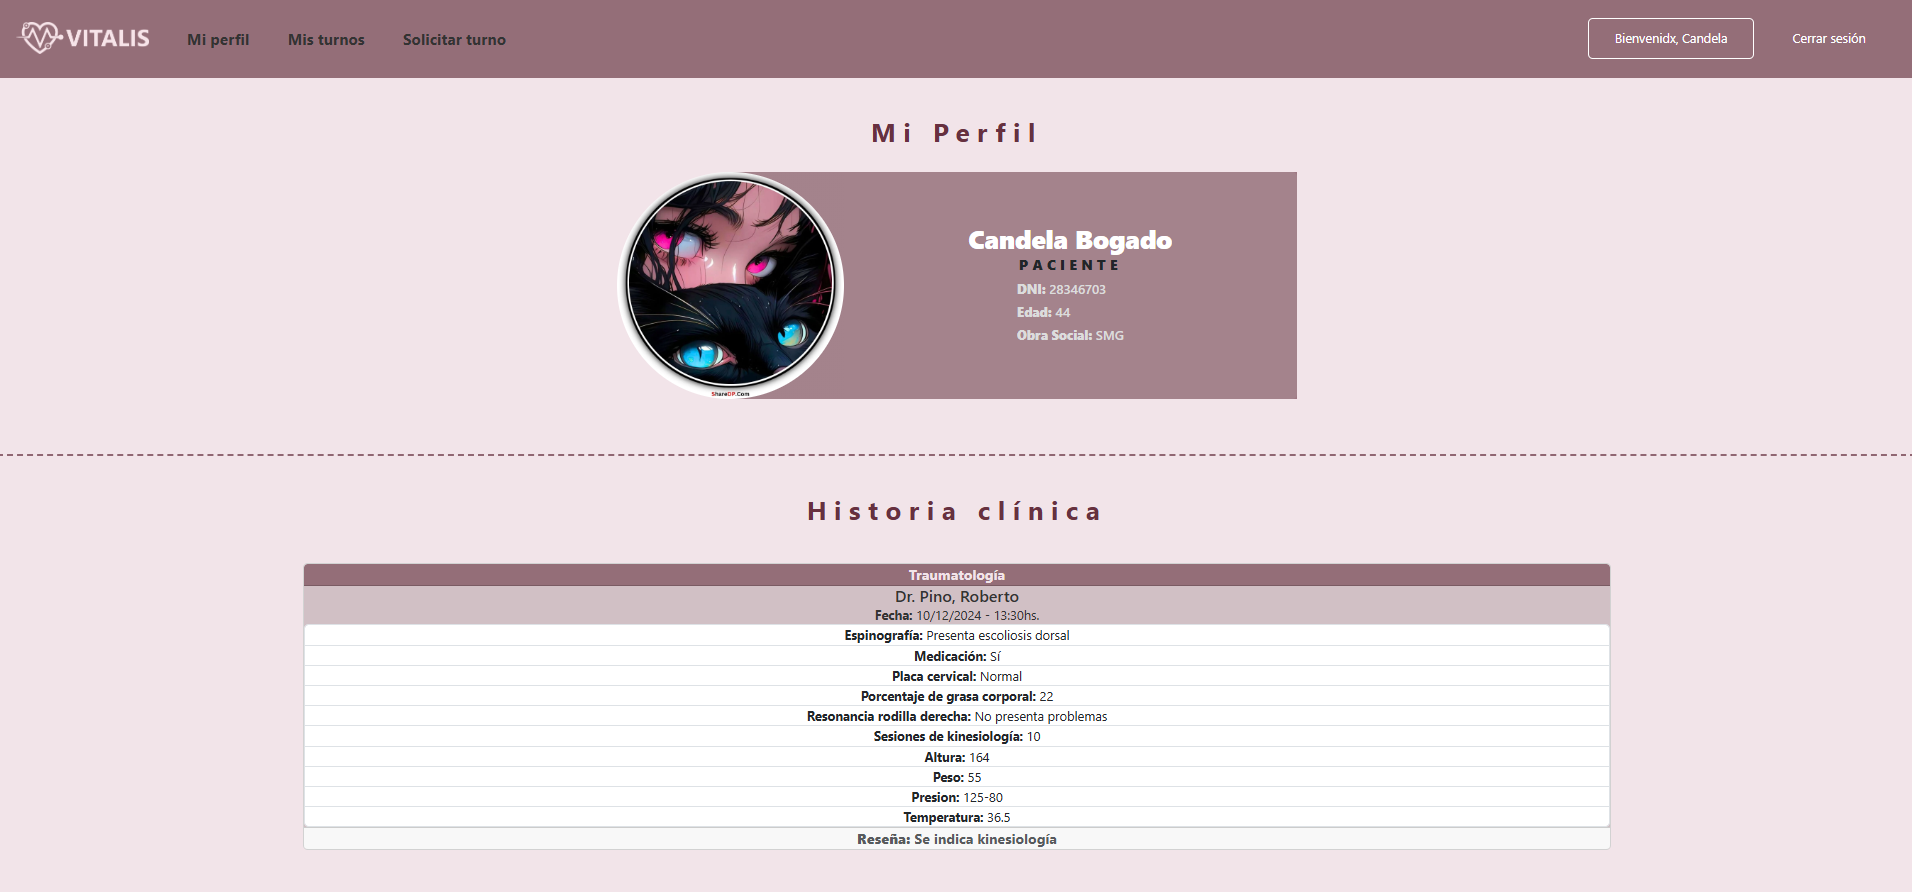 VITALIS
Mi perfil
Mis turnos
Solicitar turno
Bienvenidx, Candela
Cerrar sesión
Mi Perfil
ShareDP.Com
Candela Bogado
PACIENTE
DNI: 28346703
Edad: 44
Obra Social: SMG
Historia clínica
Traumatología
Dr. Pino, Roberto
Fecha: 10/12/2024 - 13:30hs.
Espinografía: Presenta escoliosis dorsal
Medicación: Sí
Placa cervical: Normal
Porcentaje de grasa corporal: 22
Resonancia rodilla derecha: No presenta problemas
Sesiones de kinesiología: 10
Altura: 164
Peso: 55
Presion: 125-80
Temperatura: 36.5
Reseña: Se indica kinesiología